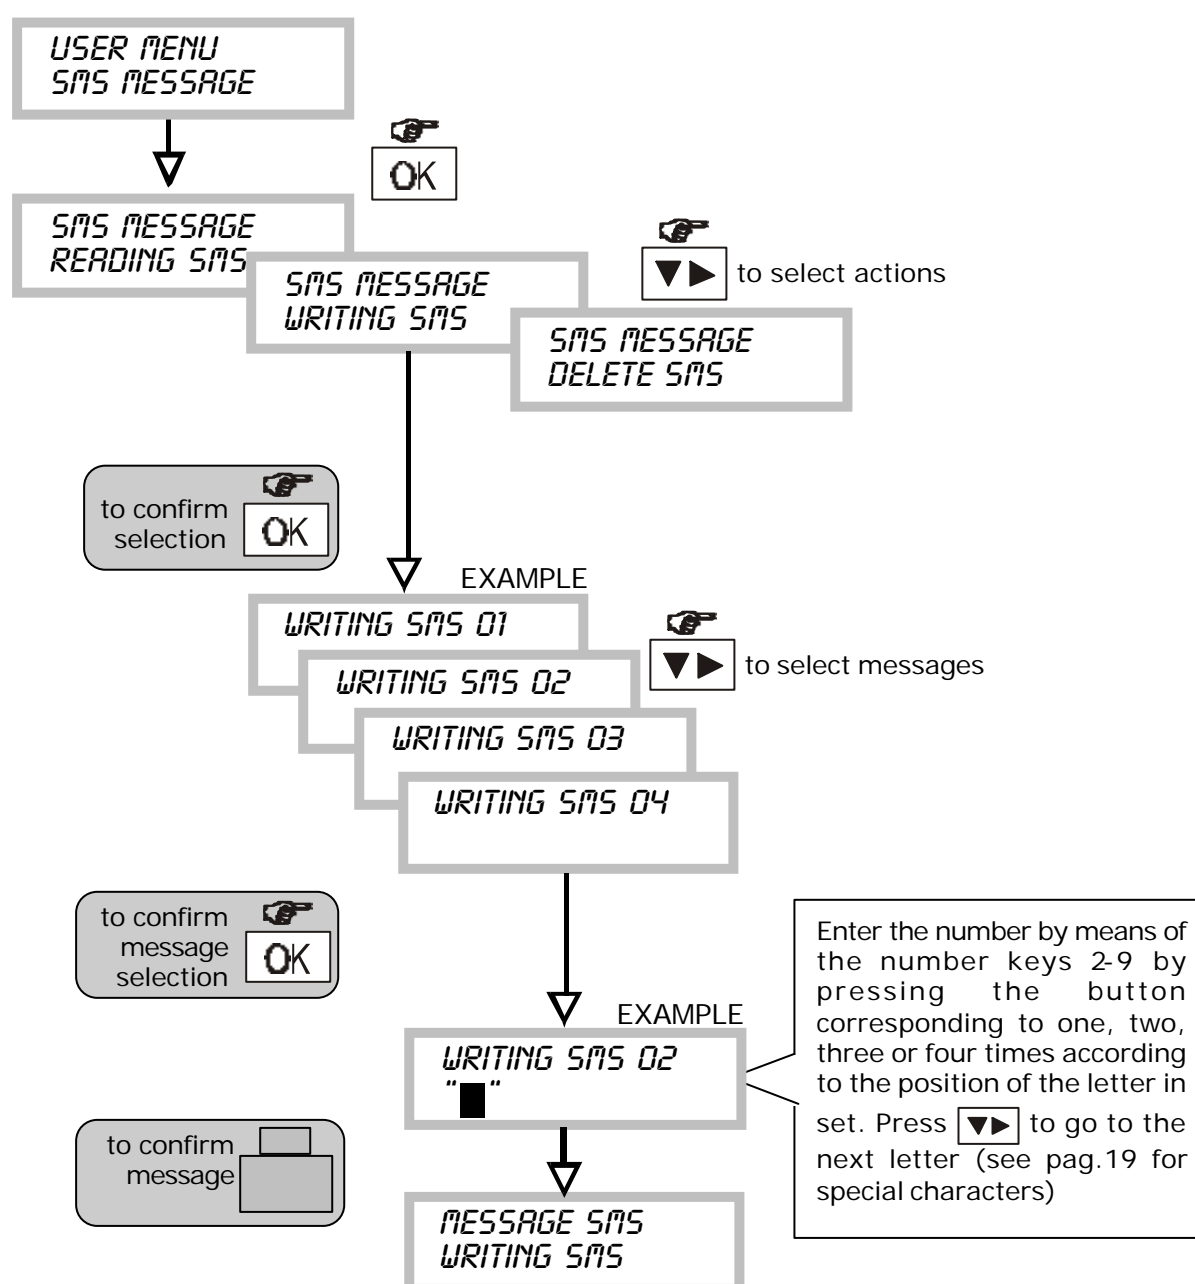 USER MENU
SMS MESSAGE
OK
SMS MESSAGE
READING SMS
SMS MESSAGE
WRITING SMS
▼▶ to select actions
SMS MESSAGE
DELETE SMS
to confirm
selection
OK
EXAMPLE
WRITING SMS 01
WRITING SMS 02
WRITING SMS 03
WRITING SMS 04
▼▶ to select messages
to confirm
message
selection
OK
EXAMPLE
WRITING SMS 02
"█"
Enter the number by means of
the number keys 2-9 by
pressing the button
corresponding to one, two,
three or four times according
to the position of the letter in
set. Press ▼▶ to go to the
next letter (see pag.19 for
special characters)
to confirm
message
MESSAGE SMS
WRITING SMS